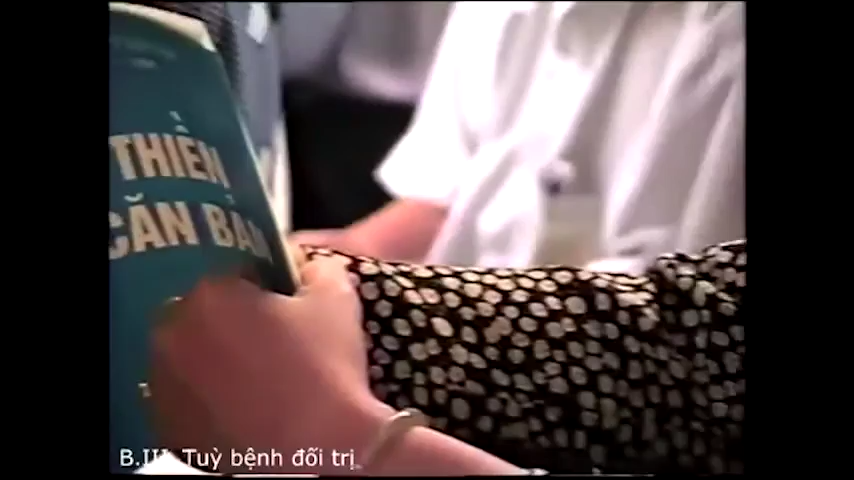 THIỀN
CĂN BẢN
B.III. Tuỳ bệnh đối trị